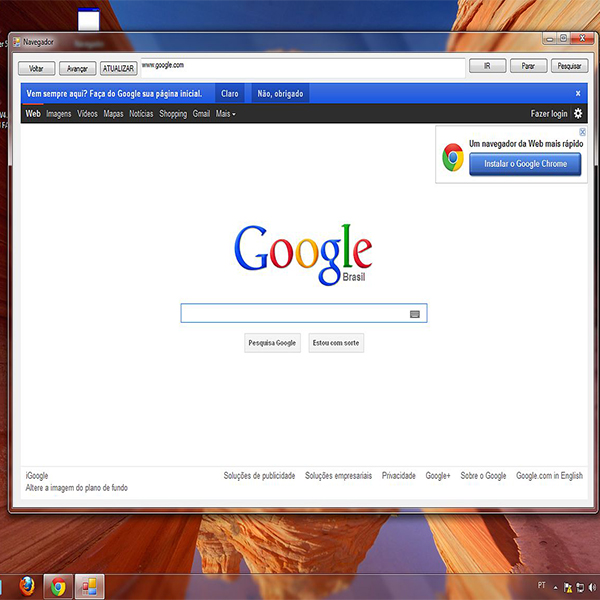 Navegador
Voltar Avançar ATUALIZAR www.google.com IR Parar Pesquisar
Vem sempre aqui? Faça do Google sua página inicial. Claro Não, obrigado x
Web Imagens Vídeos Mapas Notícias Shopping Gmail Mais Fazer login
Um navegador da Web mais rápido
Instalar o Google Chrome
Google
Brasil
Pesquisa Google Estou com sorte
iGoogle Soluções de publicidade Soluções empresariais Privacidade Google+ Sobre o Google Google.com in English
Altere a imagem do plano de fundo
PT